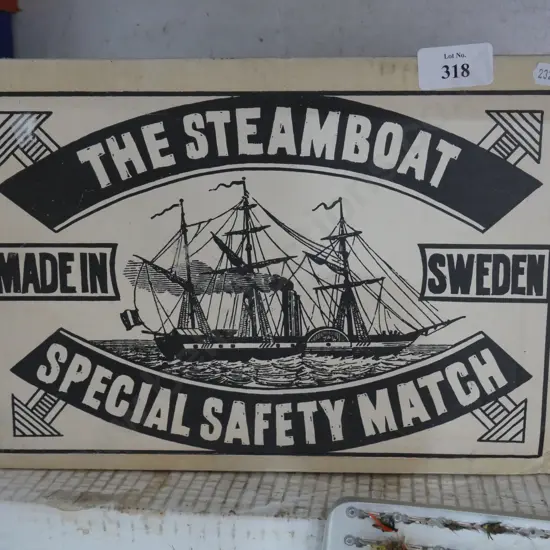 Lot No.
318
THE STEAMBOAT
MADE IN
SWEDEN
SPECIAL SAFETY MATCH